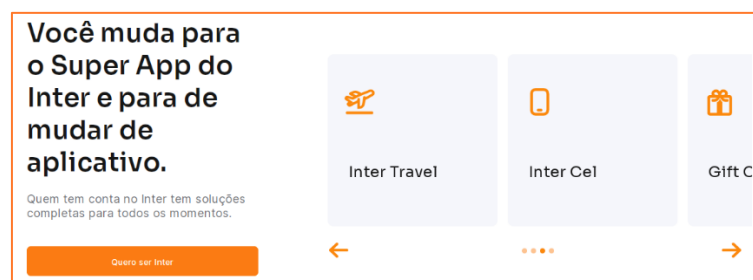 Você muda para
o Super App do
Inter e para de
mudar de
aplicativo.
Quem tem conta no Inter tem soluções
completas para todos os momentos.
Quero ser Inter
Inter Travel
Inter Cel
Gift C